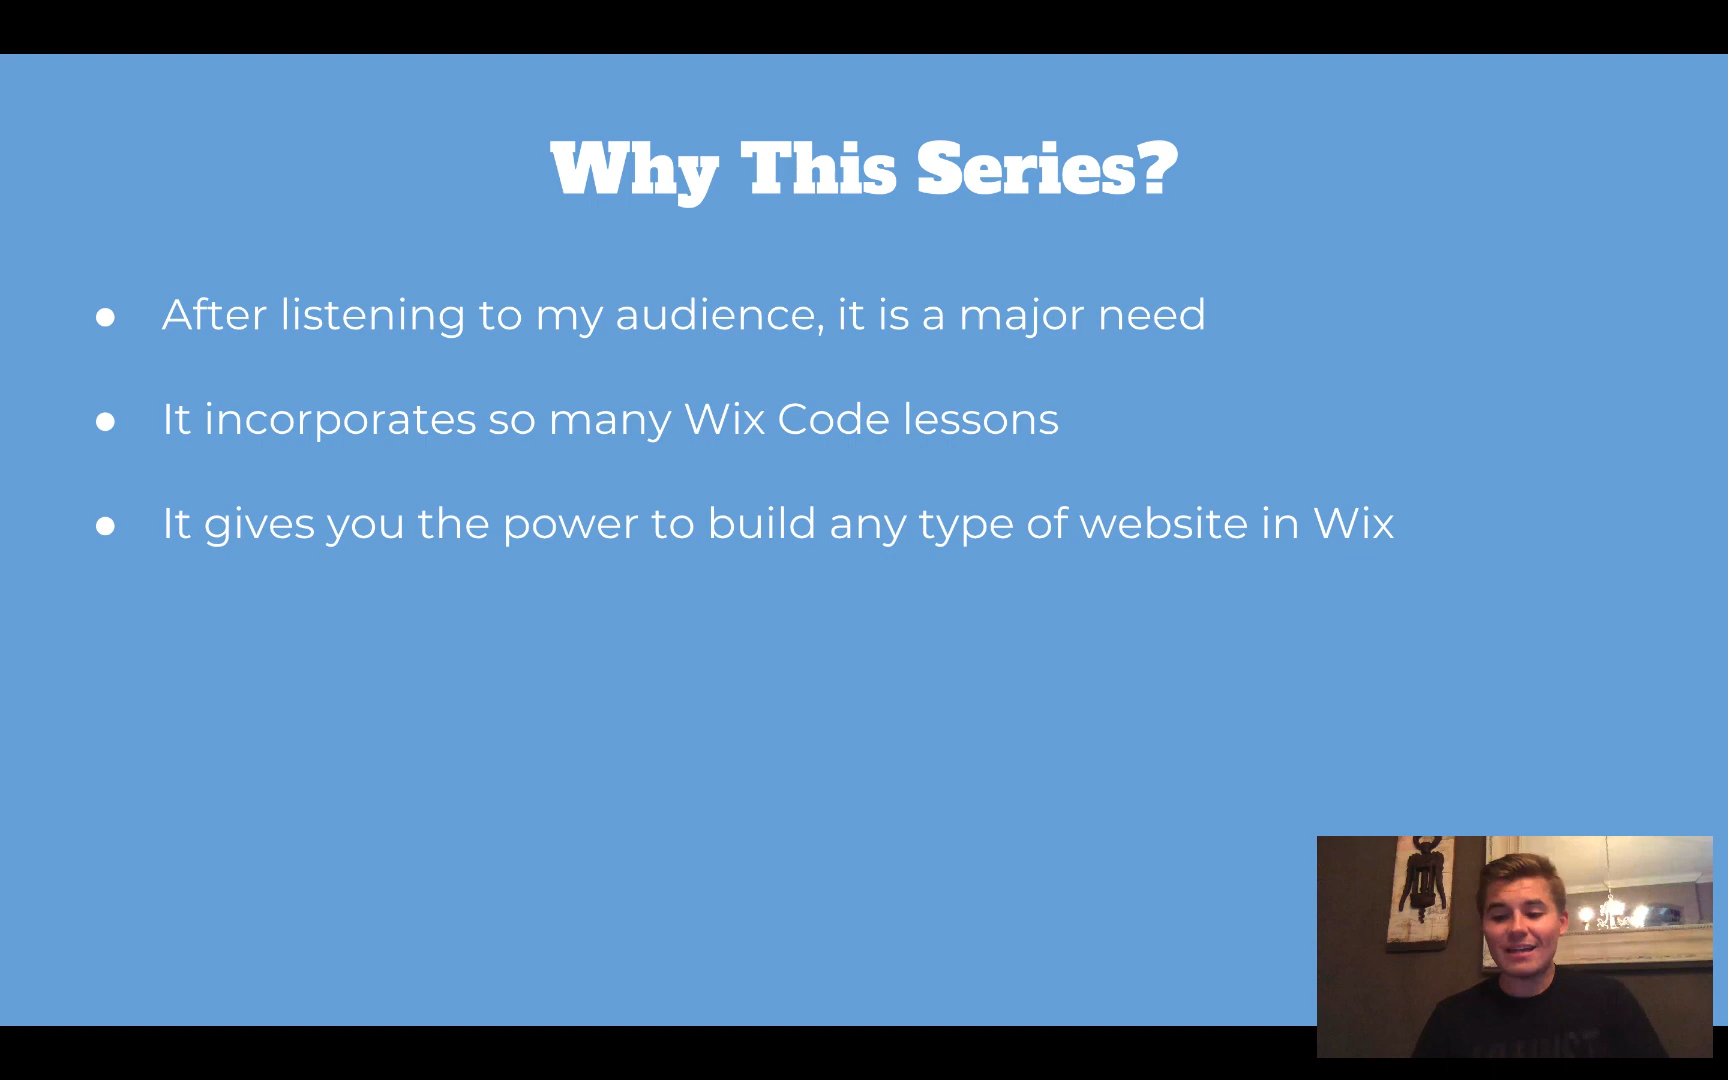 Why This Series?
● After listening to my audience, it is a major need
● It incorporates so many Wix Code lessons
● It gives you the power to build any type of website in Wix